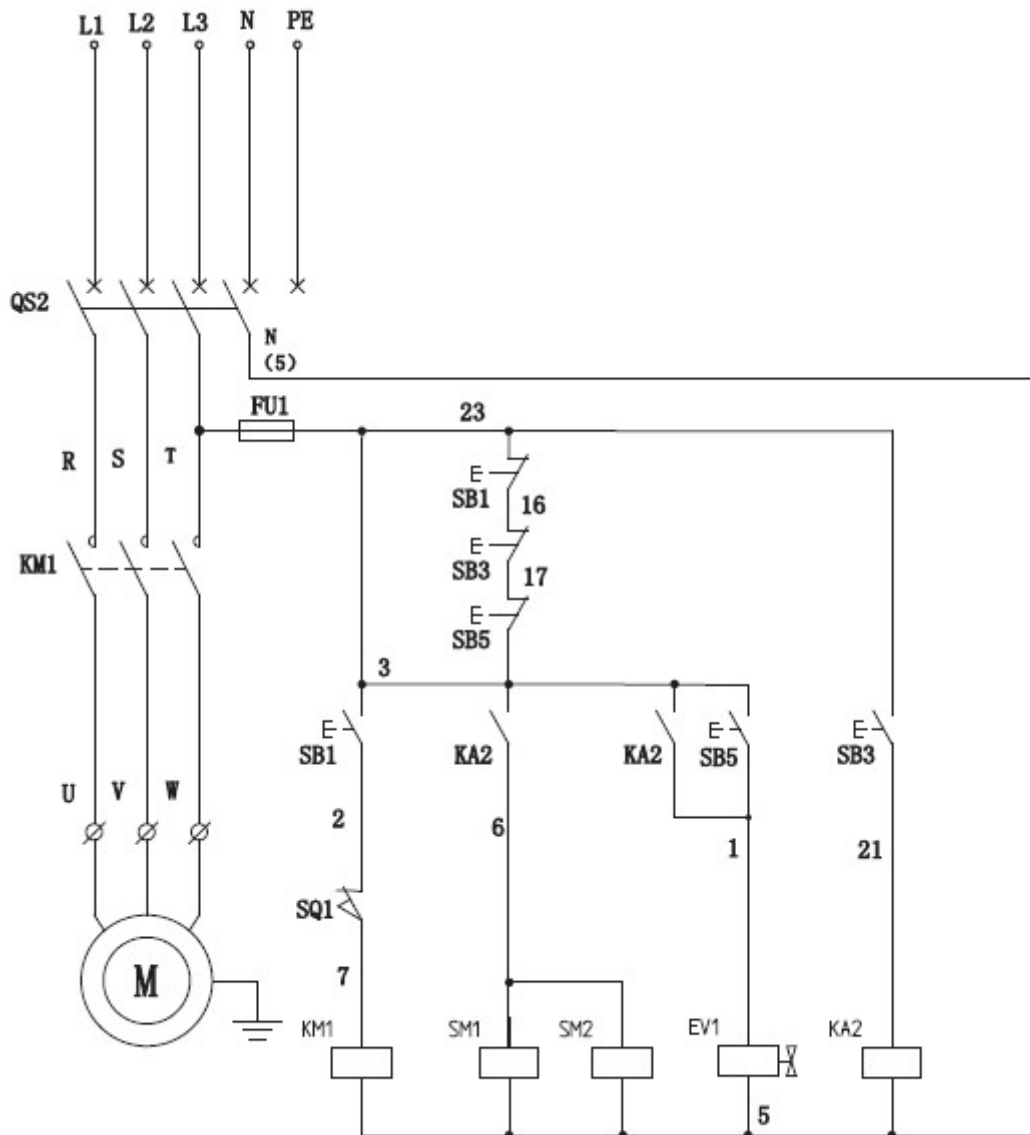 L1 L2 L3 N PE
QS2
N
(5)
FU1
23
R S T
SB1
16
KM1
SB3
17
SB5
3
SB1 KA2 KA2 SB5 SB3
U V W
2 6 1 21
SQ1
M
7
KM1 SM1 SM2 EV1 KA2
5